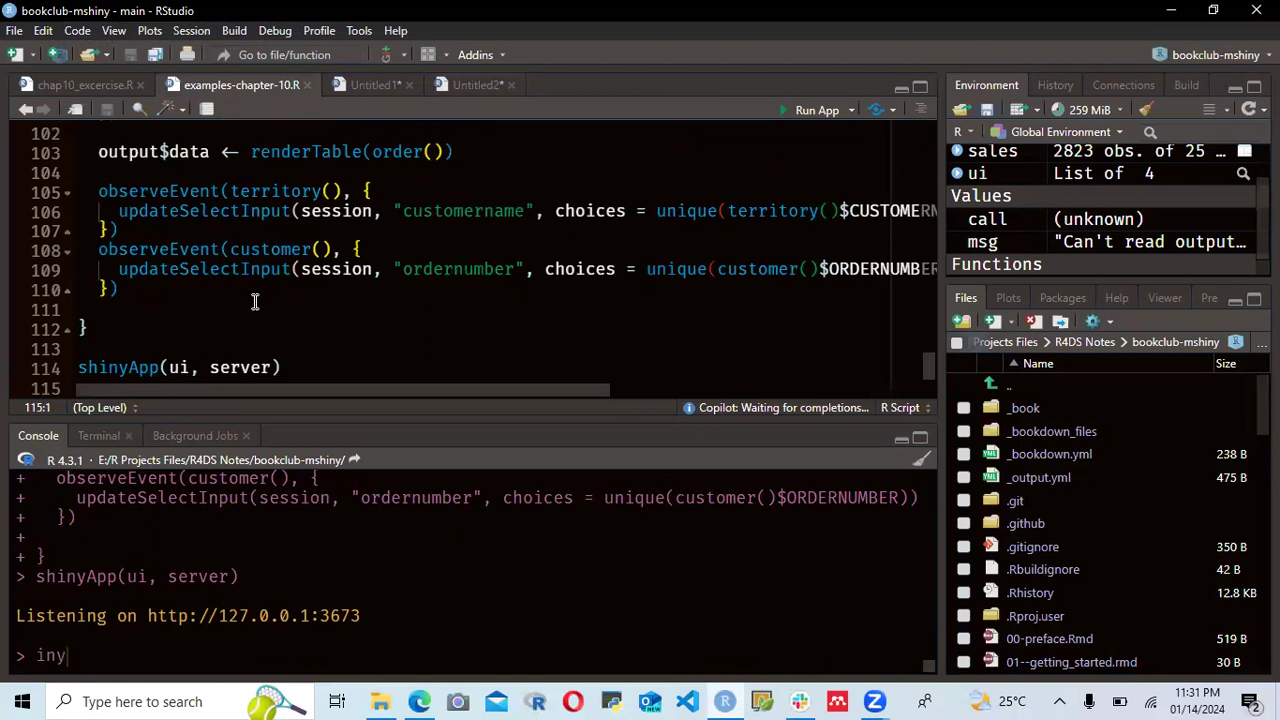 bookclub-mshiny - main - RStudio
File Edit Code View Plots Session Build Debug Profile Tools Help
Go to file/function Addins bookclub-mshiny
chap10_excercise.R examples-chapter-10.R Untitled1* Untitled2*
Run App
102
103 output$data ← renderTable(order())
104
105 observeEvent(territory(), {
106 updateSelectInput(session, "customername", choices = unique(territory()$CUSTOMERN
107 })
108 observeEvent(customer(), {
109 updateSelectInput(session, "ordernumber", choices = unique(customer()$ORDERNUMBER
110 })
111
112 }
113
114 shinyApp(ui, server)
115
115:1 (Top Level) Copilot: Waiting for completions... R Script
Console Terminal Background Jobs
R 4.3.1 · E:/R Projects Files/R4DS Notes/bookclub-mshiny/
+ observeEvent(customer(), {
+ updateSelectInput(session, "ordernumber", choices = unique(customer()$ORDERNUMBER))
+ })
+
+ }
> shinyApp(ui, server)
Listening on http://127.0.0.1:3673
> iny
Environment History Connections Build
259 MiB
R Global Environment
sales 2823 obs. of 25 ...
ui List of 4
Values
call (unknown)
msg "Can't read output…
Functions
Files Plots Packages Help Viewer Pre
Projects Files R4DS Notes bookclub-mshiny ...
Name Size
..
_book
_bookdown_files
_bookdown.yml 238 B
_output.yml 475 B
.git
.github
.gitignore 350 B
.Rbuildignore 42 B
.Rhistory 12.8 KB
.Rproj.user
00-preface.Rmd 519 B
01--getting_started.rmd 30 B
Type here to search
25°C
11:31 PM
01/14/2024
2